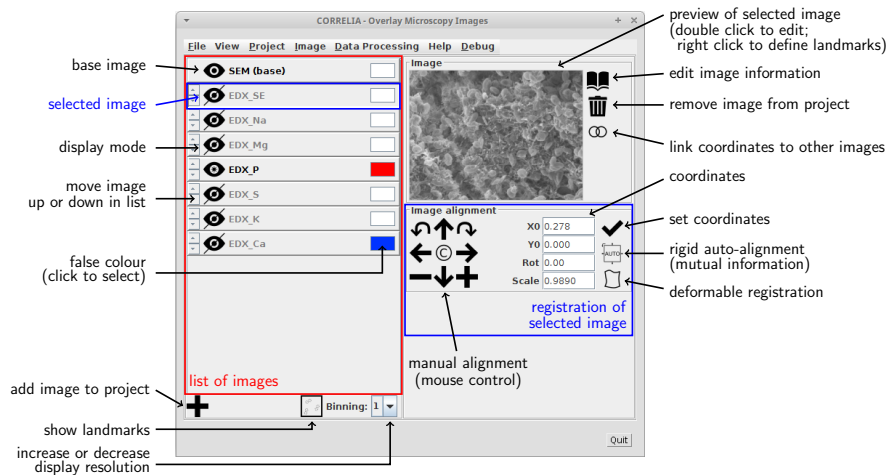 CORRELIA - Overlay Microscopy Images
File View Project Image Data Processing Help Debug
base image
selected image
display mode
move image
up or down in list
false colour
(click to select)
add image to project
show landmarks
increase or decrease
display resolution
SEM (base)
EDX_SE
EDX_Na
EDX_Mg
EDX_P
EDX_S
EDX_K
EDX_Ca
list of images
Binning: 1
Image
Image alignment
X0 0.278
Y0 0.000
Rot 0.00
Scale 0.9890
©
AUTO
registration of
selected image
manual alignment
(mouse control)
Quit
preview of selected image
(double click to edit;
right click to define landmarks)
edit image information
remove image from project
link coordinates to other images
coordinates
set coordinates
rigid auto-alignment
(mutual information)
deformable registration